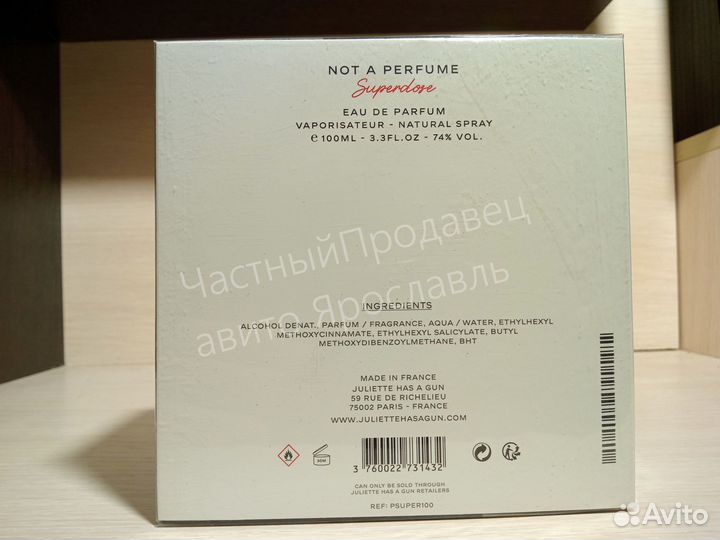 NOT A PERFUME
Superdose
EAU DE PARFUM
VAPORISATEUR - NATURAL SPRAY
℮ 100ML - 3.3FL.OZ - 74% VOL.
ЧастныйПродавец
авито Ярославль
INGREDIENTS
ALCOHOL DENAT., PARFUM / FRAGRANCE, AQUA / WATER, ETHYLHEXYL
METHOXYCINNAMATE, ETHYLHEXYL SALICYLATE, BUTYL
METHOXYDIBENZOYLMETHANE, BHT
MADE IN FRANCE
JULIETTE HAS A GUN
59 RUE DE RICHELIEU
75002 PARIS - FRANCE
WWW.JULIETTEHASAGUN.COM
30M
3 760022 731432
CAN ONLY BE SOLD THROUGH
JULIETTE HAS A GUN RETAILERS
REF: PSUPER100
Avito